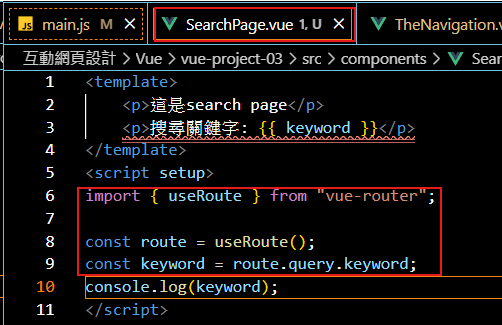 main.js
SearchPage.vue 1, U
TheNavigation.v
互動網頁設計 > Vue > vue-project-03 > src > components > Sea
1 <template>
2 <p>這是search page</p>
3 <p>搜尋關鍵字: {{ keyword }}</p>
4 </template>
5 <script setup>
6 import { useRoute } from "vue-router";
7
8 const route = useRoute();
9 const keyword = route.query.keyword;
10 console.log(keyword);
11 </script>